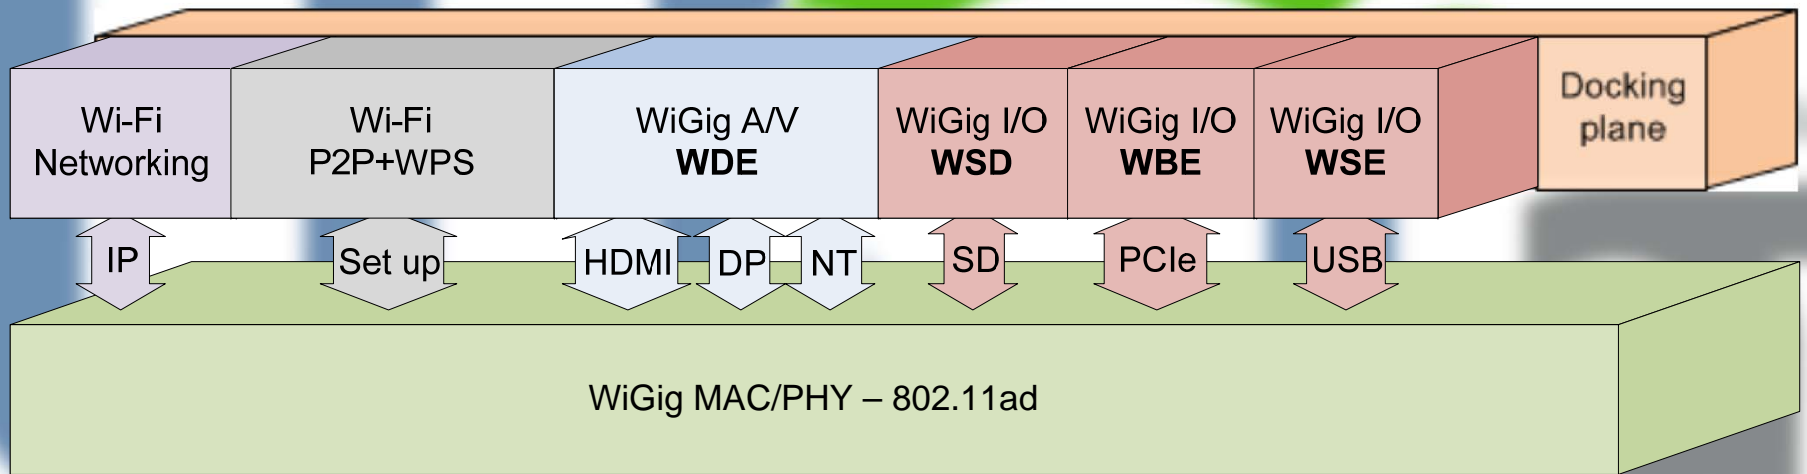 Wi-Fi
Networking
Wi-Fi
P2P+WPS
WiGig A/V
WDE
WiGig I/O
WSD
WiGig I/O
WBE
WiGig I/O
WSE
Docking
plane
IP
Set up
HDMI
DP
NT
SD
PCIe
USB
WiGig MAC/PHY – 802.11ad